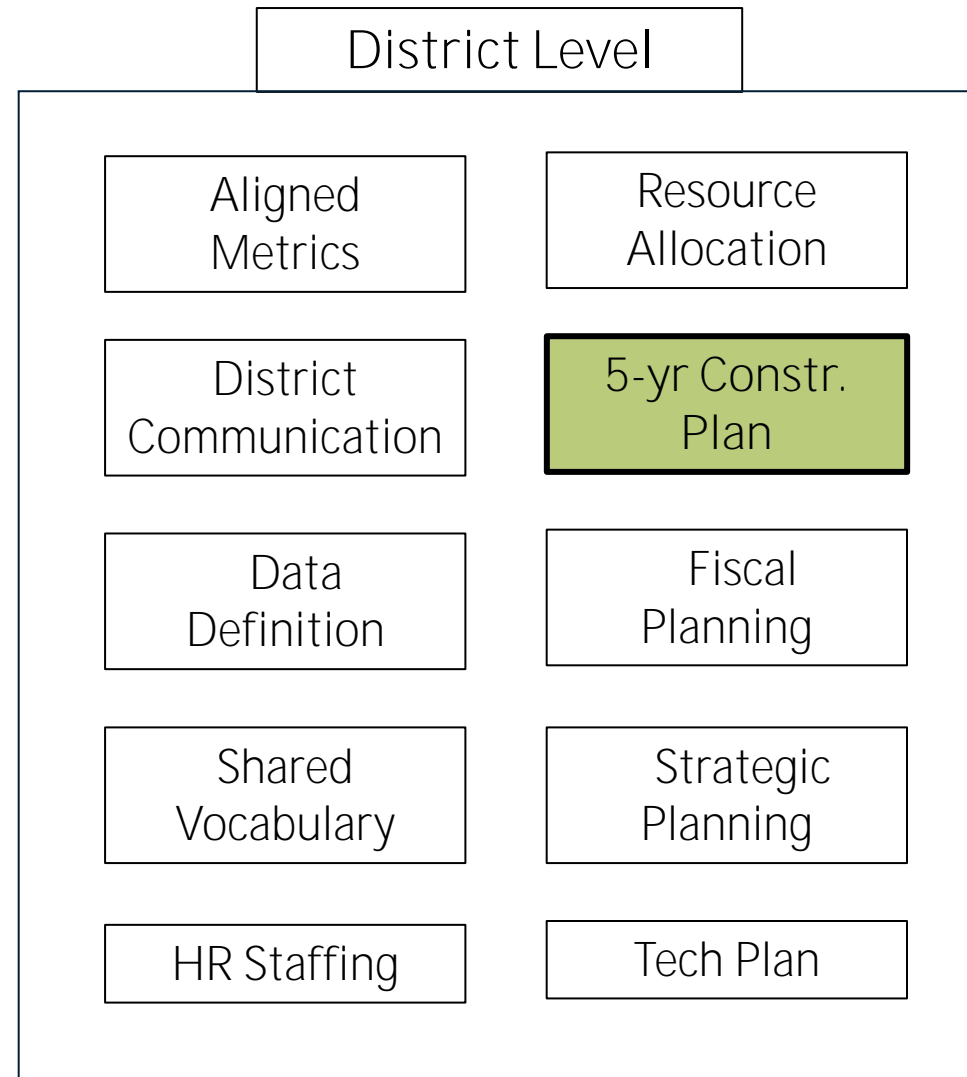 District Level
Aligned
Metrics
Resource
Allocation
District
Communication
5-yr Constr.
Plan
Data
Definition
Fiscal
Planning
Shared
Vocabulary
Strategic
Planning
HR Staffing
Tech Plan